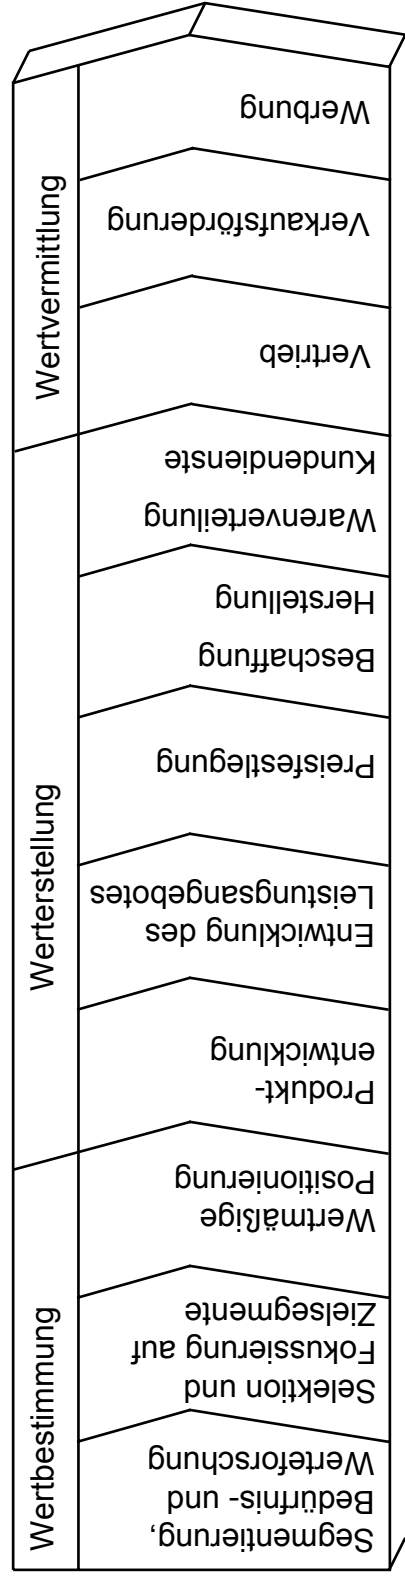 Wertbestimmung
Segmentierung,
Bedürfnis- und
Werteforschung
Selektion und
Fokussierung auf
Zielsegmente
Wertmäßige
Positionierung
Werterstellung
Produkt-
entwicklung
Entwicklung des
Leistungsangebotes
Preisfestlegung
Beschaffung
Herstellung
Warenverteilung
Kundendienste
Wertvermittlung
Vertrieb
Verkaufsförderung
Werbung